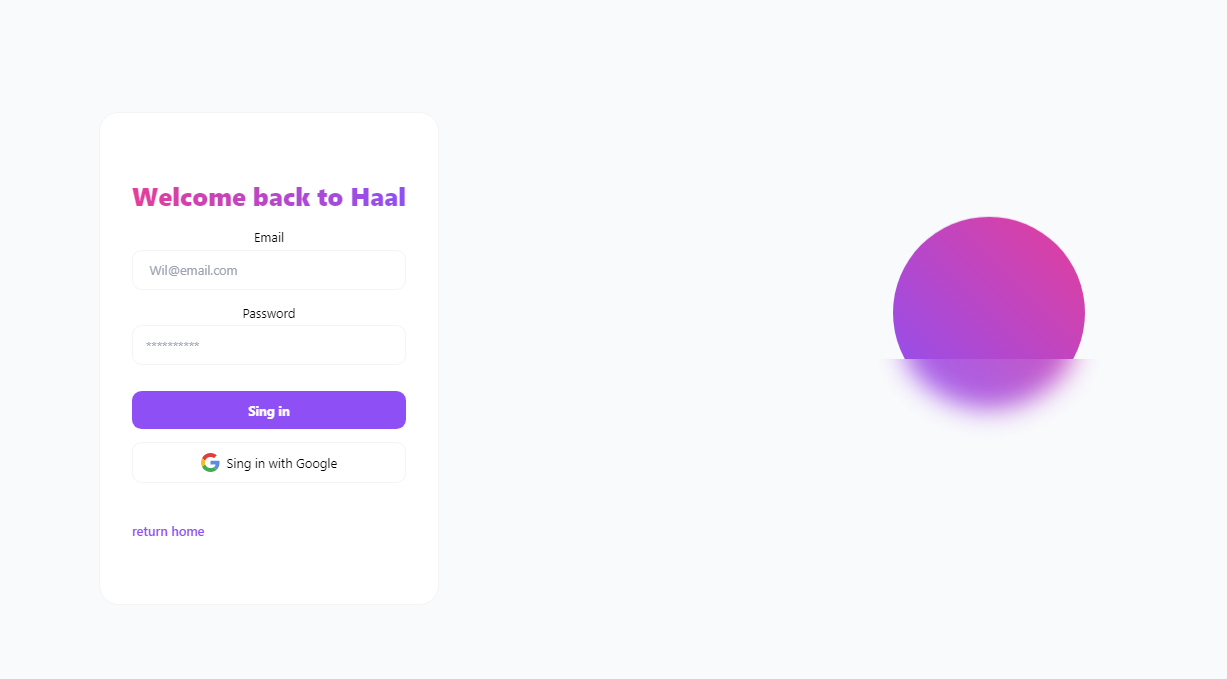 Welcome back to Haal
Email
Wil@email.com
Password
**********
Sing in
Sing in with Google
return home